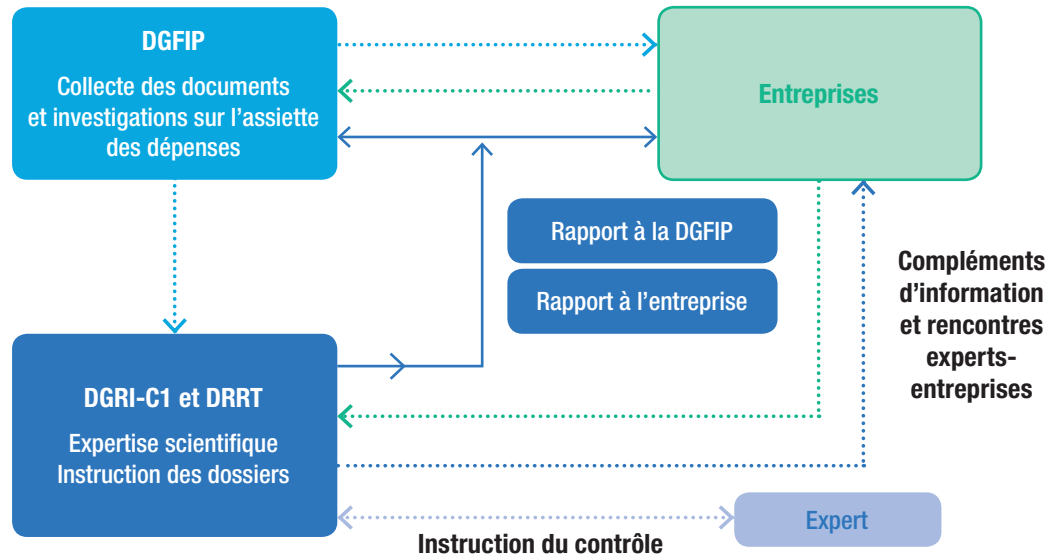 DGFIP
Collecte des documents
et investigations sur l'assiette
des dépenses
Entreprises
Rapport à la DGFIP
Rapport à l'entreprise
Compléments
d'information
et rencontres
experts-
entreprises
DGRI-C1 et DRRT
Expertise scientifique
Instruction des dossiers
Expert
Instruction du contrôle